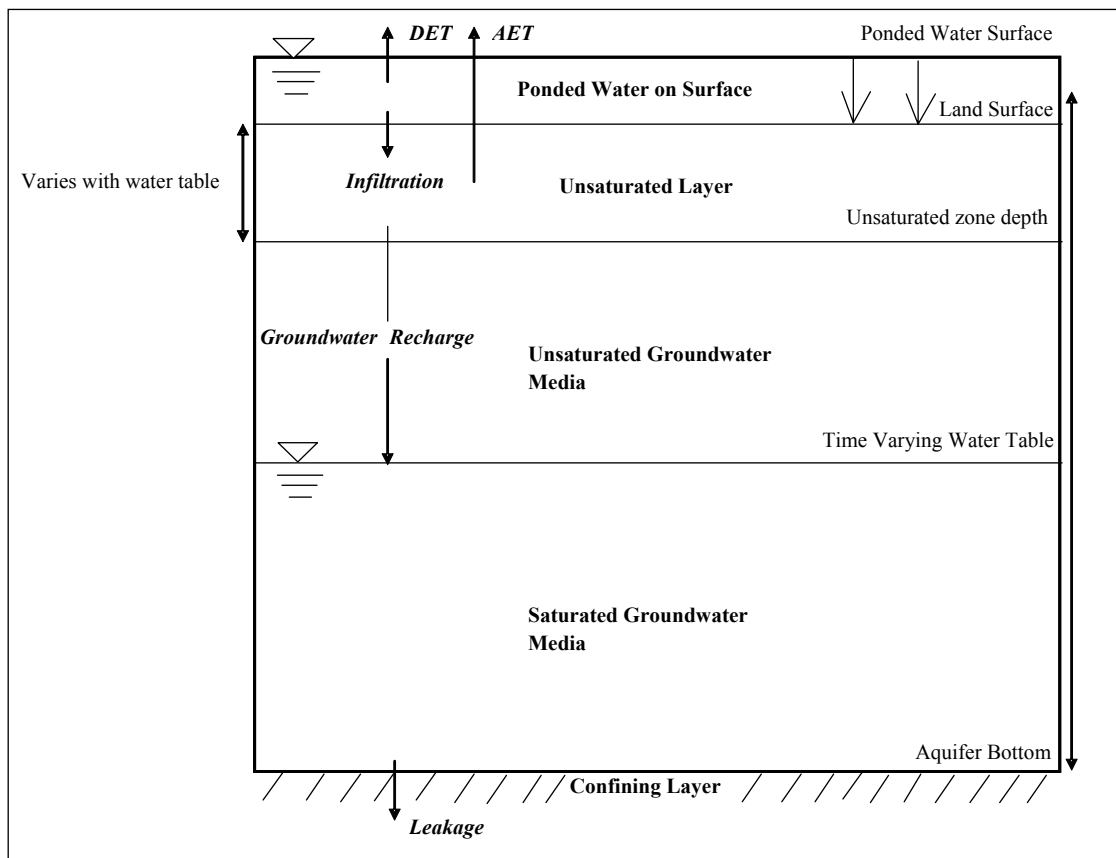 DET AET
Ponded Water Surface
Ponded Water on Surface
Land Surface
Varies with water table
Infiltration
Unsaturated Layer
Unsaturated zone depth
Groundwater Recharge
Unsaturated Groundwater
Media
Time Varying Water Table
Saturated Groundwater
Media
Aquifer Bottom
Confining Layer
Leakage